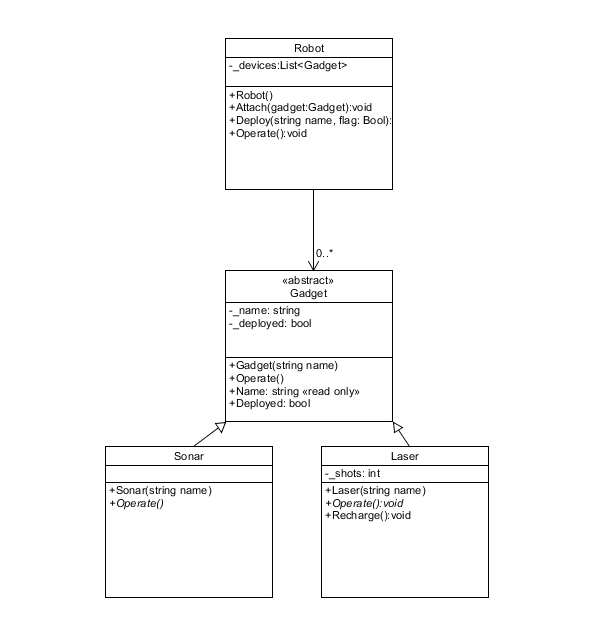 Robot
-_devices:List<Gadget>
+Robot()
+Attach(gadget:Gadget):void
+Deploy(string name, flag: Bool):
+Operate():void
0..*
«abstract»
Gadget
-_name: string
-_deployed: bool
+Gadget(string name)
+Operate()
+Name: string «read only»
+Deployed: bool
Sonar
+Sonar(string name)
+Operate()
Laser
-_shots: int
+Laser(string name)
+Operate():void
+Recharge():void